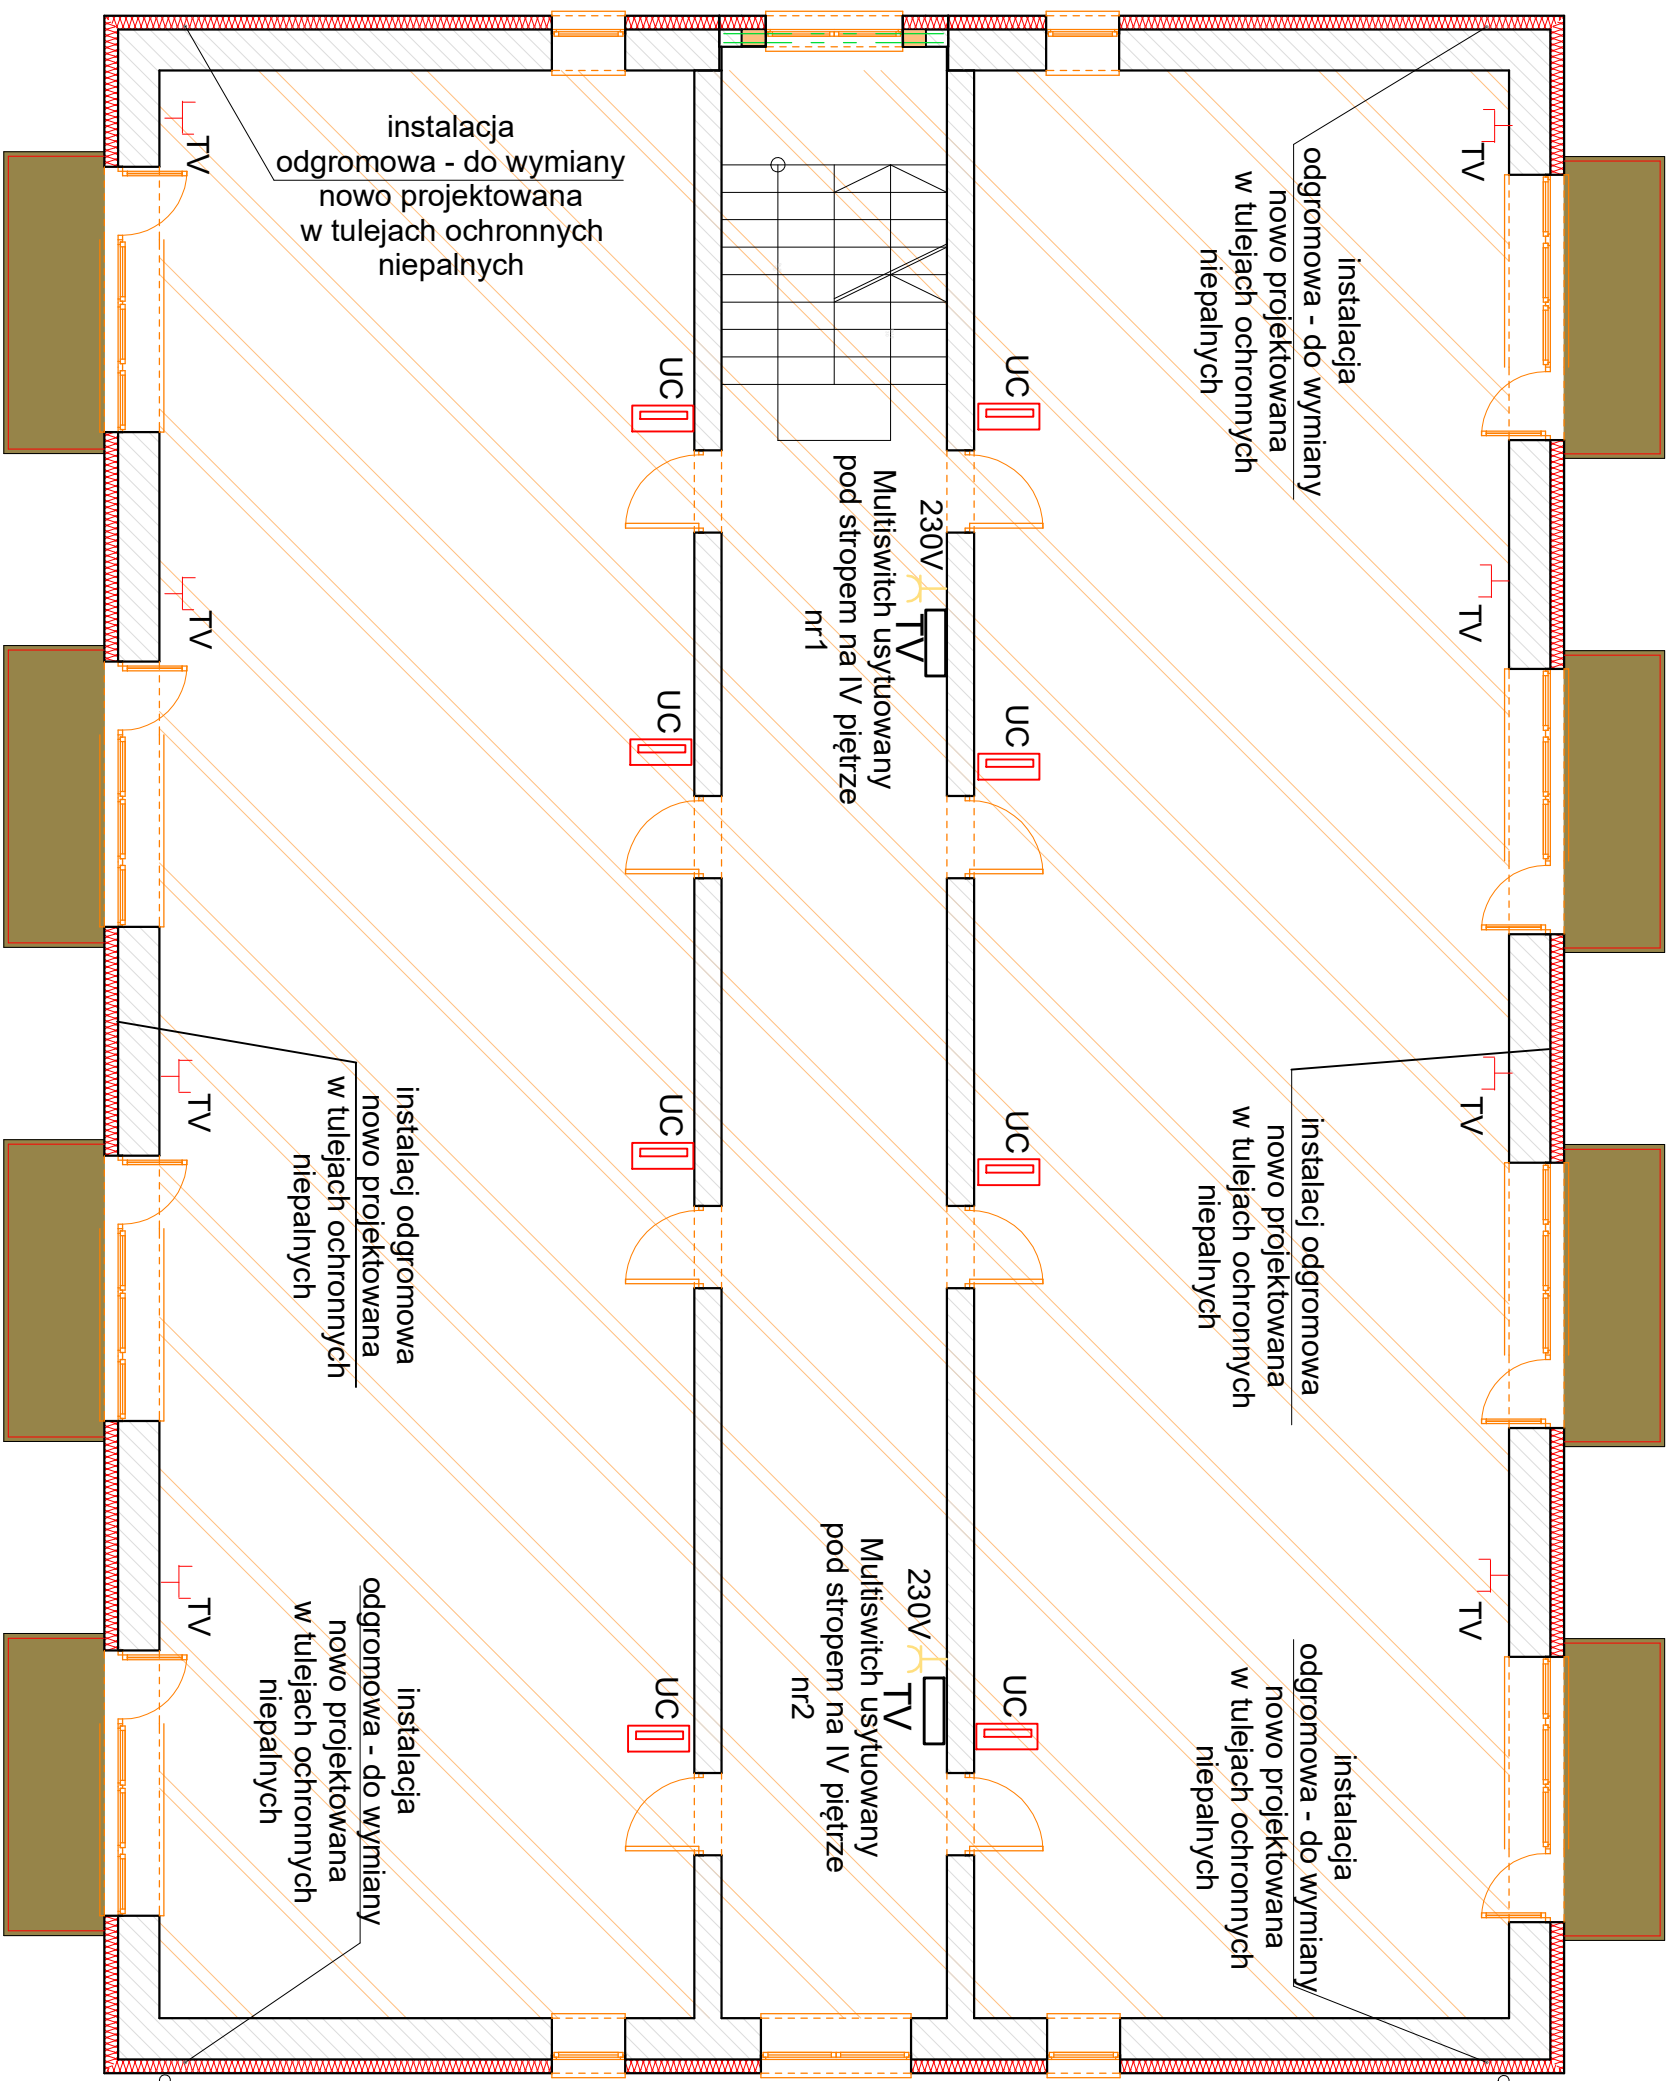 instalacja
odgromowa - do wymiany
nowo projektowana
w tulejach ochronnych
niepalnych
instalacja
odgromowa - do wymiany
nowo projektowana
w tulejach ochronnych
niepalnych
TV
TV
UC
UC
230V
TV
Multiswitch usytuowany
pod stropem na IV piętrze
nr1
TV
TV
UC
UC
instalacj odgromowa
nowo projektowana
w tulejach ochronnych
niepalnych
instalacj odgromowa
nowo projektowana
w tulejach ochronnych
niepalnych
TV
TV
UC
UC
230V
TV
Multiswitch usytuowany
pod stropem na IV piętrze
nr2
TV
TV
UC
UC
instalacja
odgromowa - do wymiany
nowo projektowana
w tulejach ochronnych
niepalnych
instalacja
odgromowa - do wymiany
nowo projektowana
w tulejach ochronnych
niepalnych